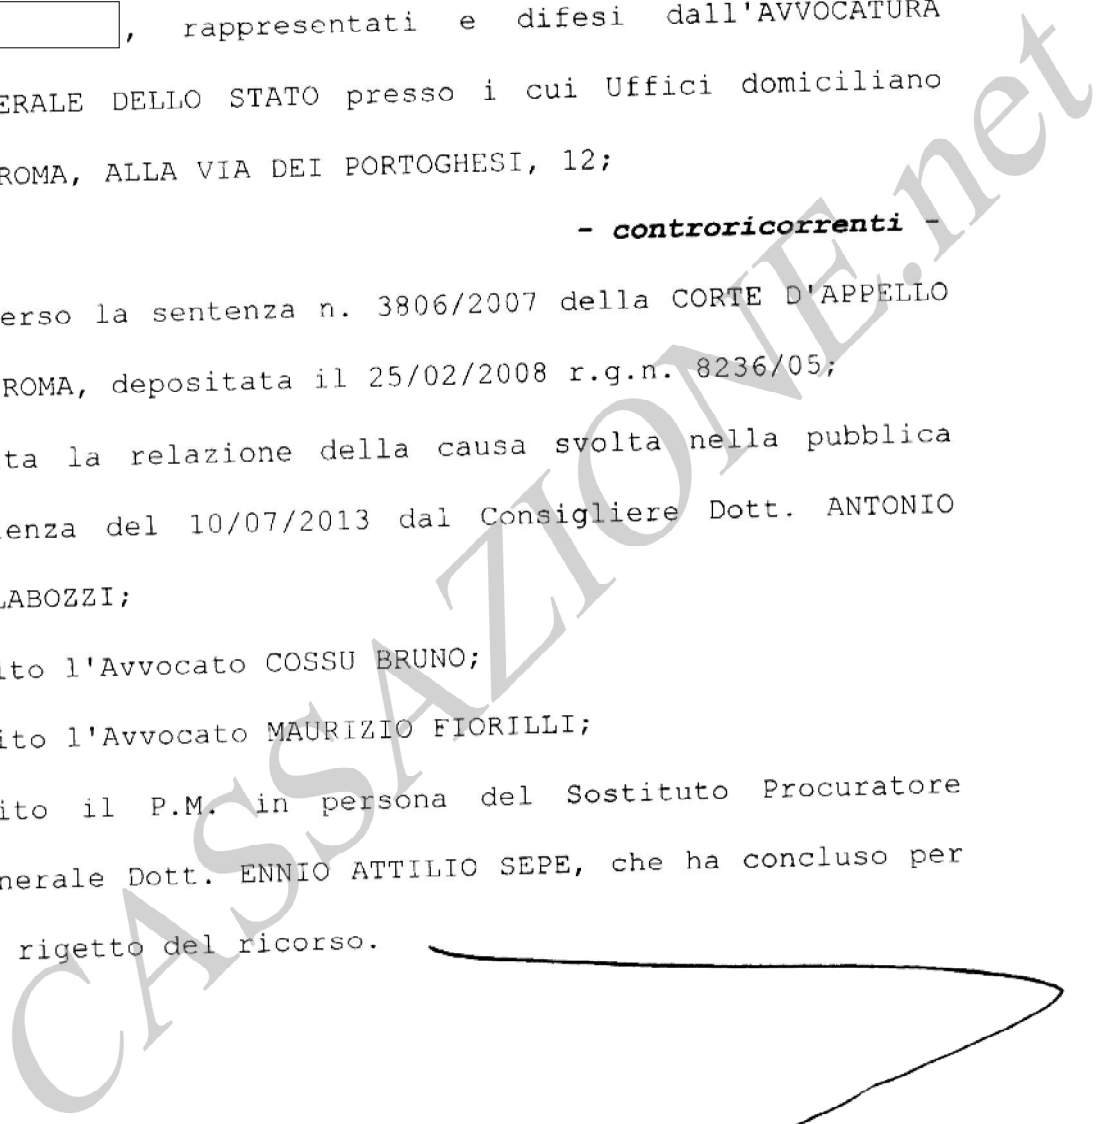 , rappresentati e difesi dall'AVVOCATURA
ERALE DELLO STATO presso i cui Uffici domiciliano
ROMA, ALLA VIA DEI PORTOGHESI, 12;
- controricorrenti -
erso la sentenza n. 3806/2007 della CORTE D'APPELLO
ROMA, depositata il 25/02/2008 r.g.n. 8236/05;
ta la relazione della causa svolta nella pubblica
ienza del 10/07/2013 dal Consigliere Dott. ANTONIO
LABOZZI;
ito l'Avvocato COSSU BRUNO;
ito l'Avvocato MAURIZIO FIORILLI;
ito il P.M. in persona del Sostituto Procuratore
nerale Dott. ENNIO ATTILIO SEPE, che ha concluso per
rigetto del ricorso.
CASSAZIONE.net